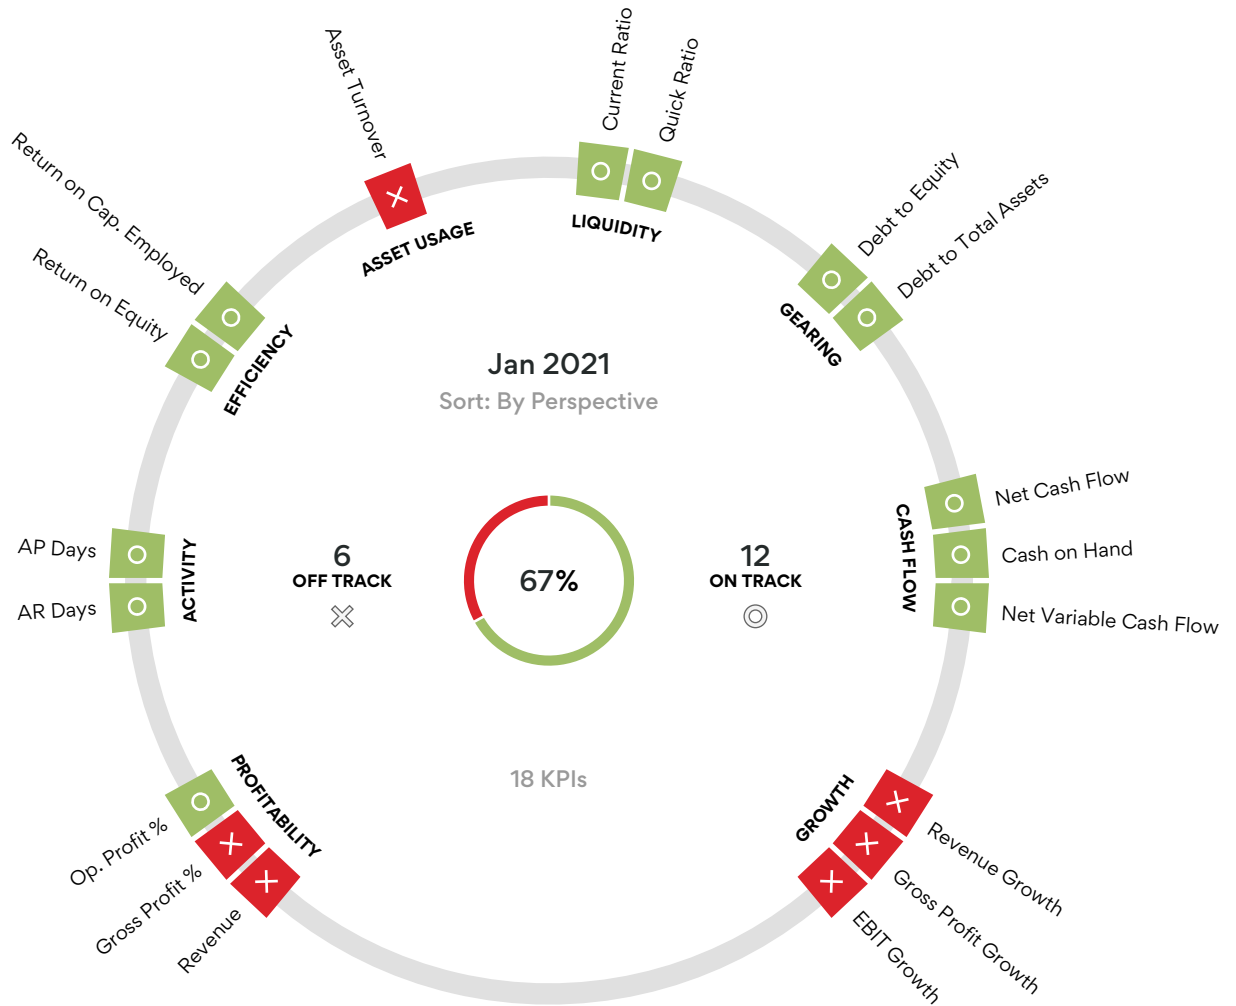 Asset Turnover
Current Ratio
Quick Ratio
Return on Cap. Employed
Return on Equity
Debt to Equity
Debt to Total Assets
ASSET USAGE
LIQUIDITY
EFFICIENCY
GEARING
Jan 2021
Sort: By Perspective
Net Cash Flow
Cash on Hand
Net Variable Cash Flow
CASH FLOW
AP Days
AR Days
ACTIVITY
6
OFF TRACK
67%
12
ON TRACK
18 KPIs
PROFITABILITY
Op. Profit %
Gross Profit %
Revenue
GROWTH
Revenue Growth
Gross Profit Growth
EBIT Growth